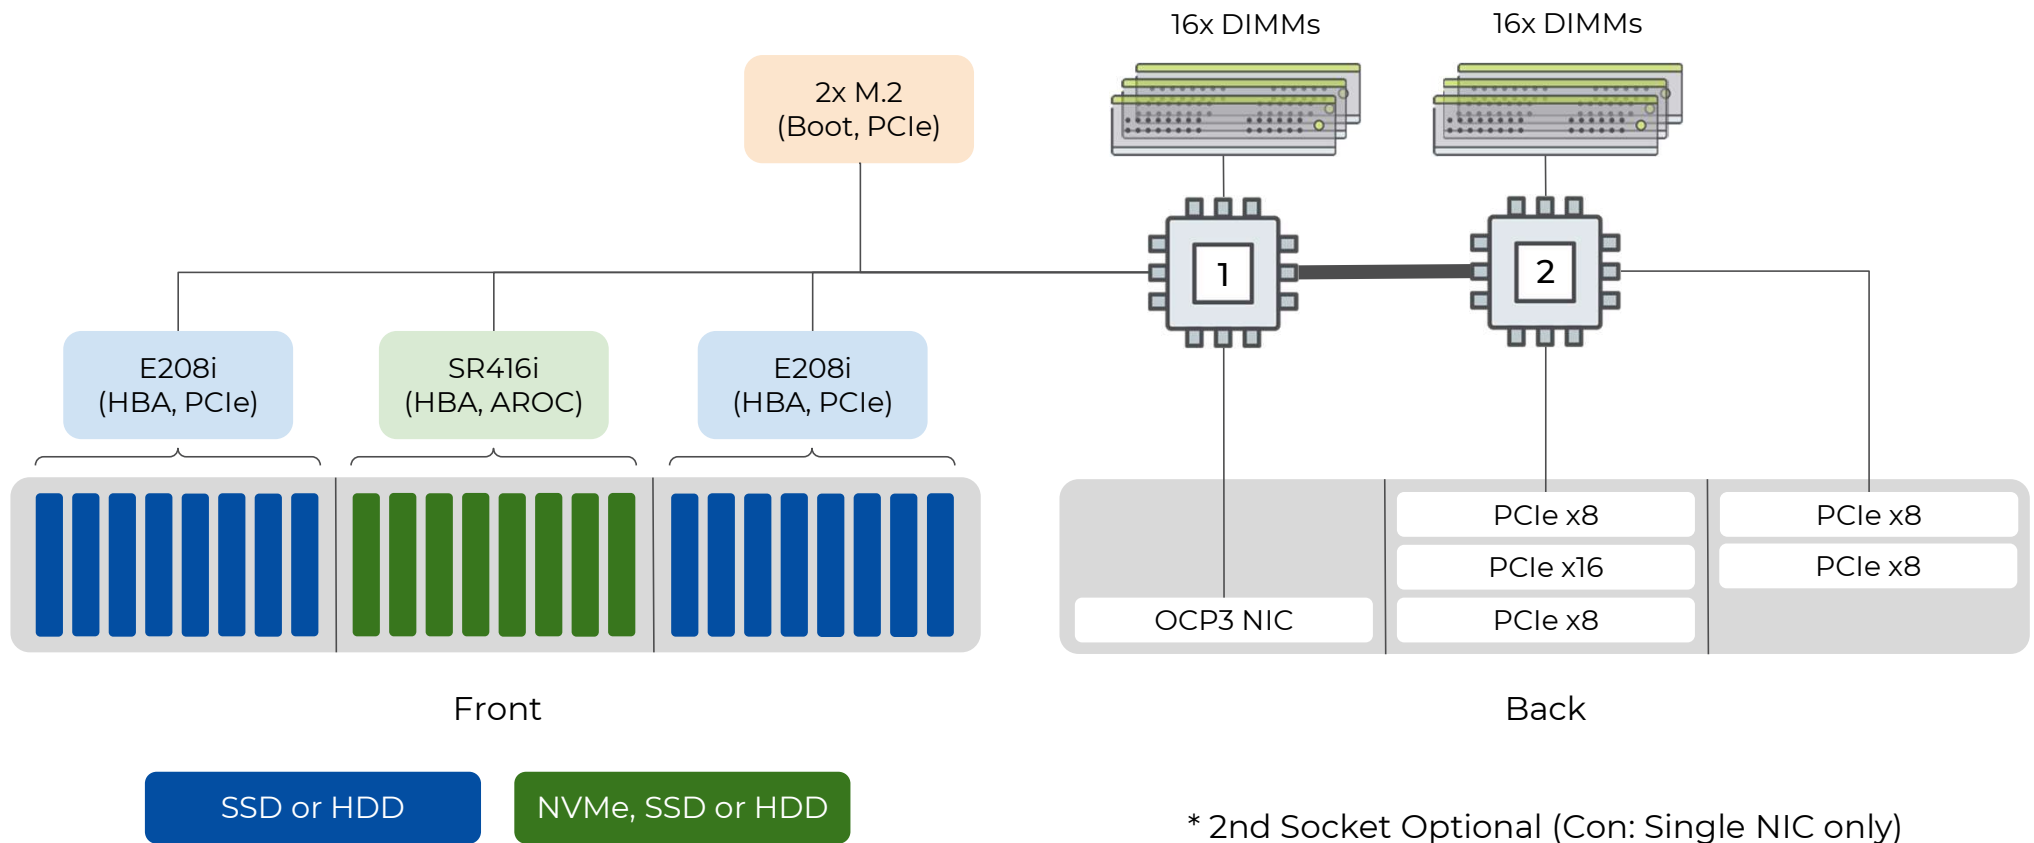 16x DIMMs
16x DIMMs
2x M.2
(Boot, PCIe)
1
2
E208i
(HBA, PCIe)
SR416i
(HBA, AROC)
E208i
(HBA, PCIe)
PCIe x8
PCIe x8
PCIe x16
PCIe x8
OCP3 NIC
PCIe x8
Front
Back
SSD or HDD
NVMe, SSD or HDD
* 2nd Socket Optional (Con: Single NIC only)